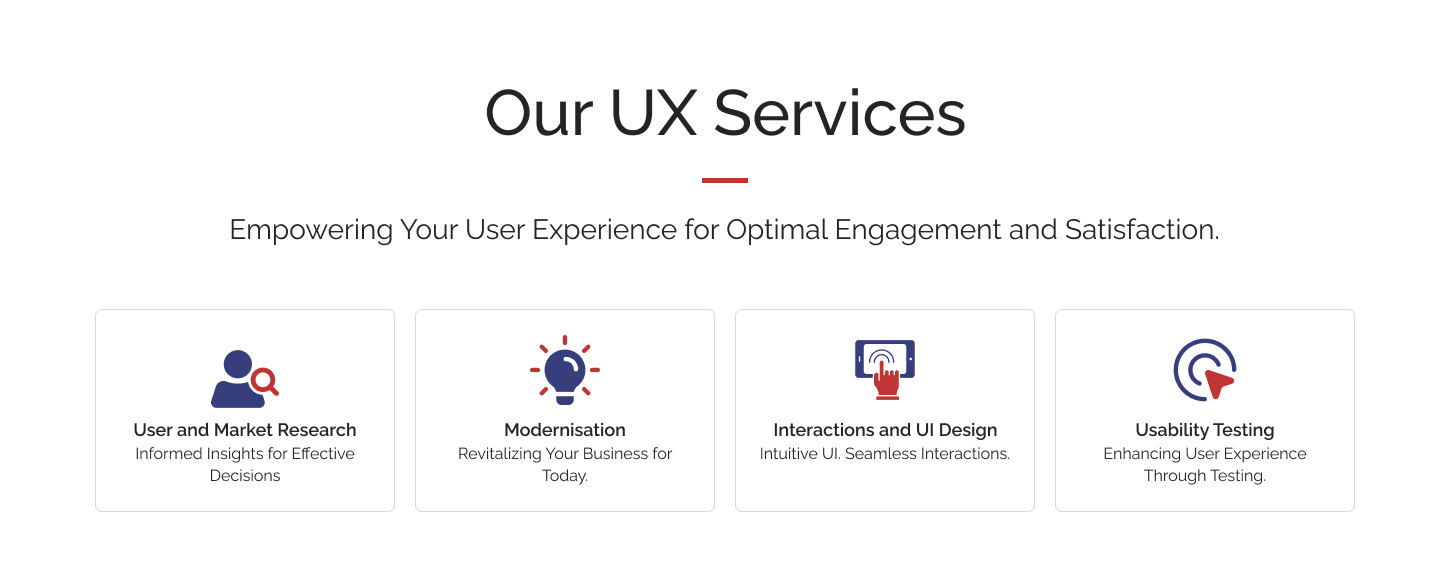 Our UX Services
Empowering Your User Experience for Optimal Engagement and Satisfaction.
User and Market Research
Informed Insights for Effective
Decisions
Modernisation
Revitalizing Your Business for
Today.
Interactions and UI Design
Intuitive UI. Seamless Interactions.
Usability Testing
Enhancing User Experience
Through Testing.